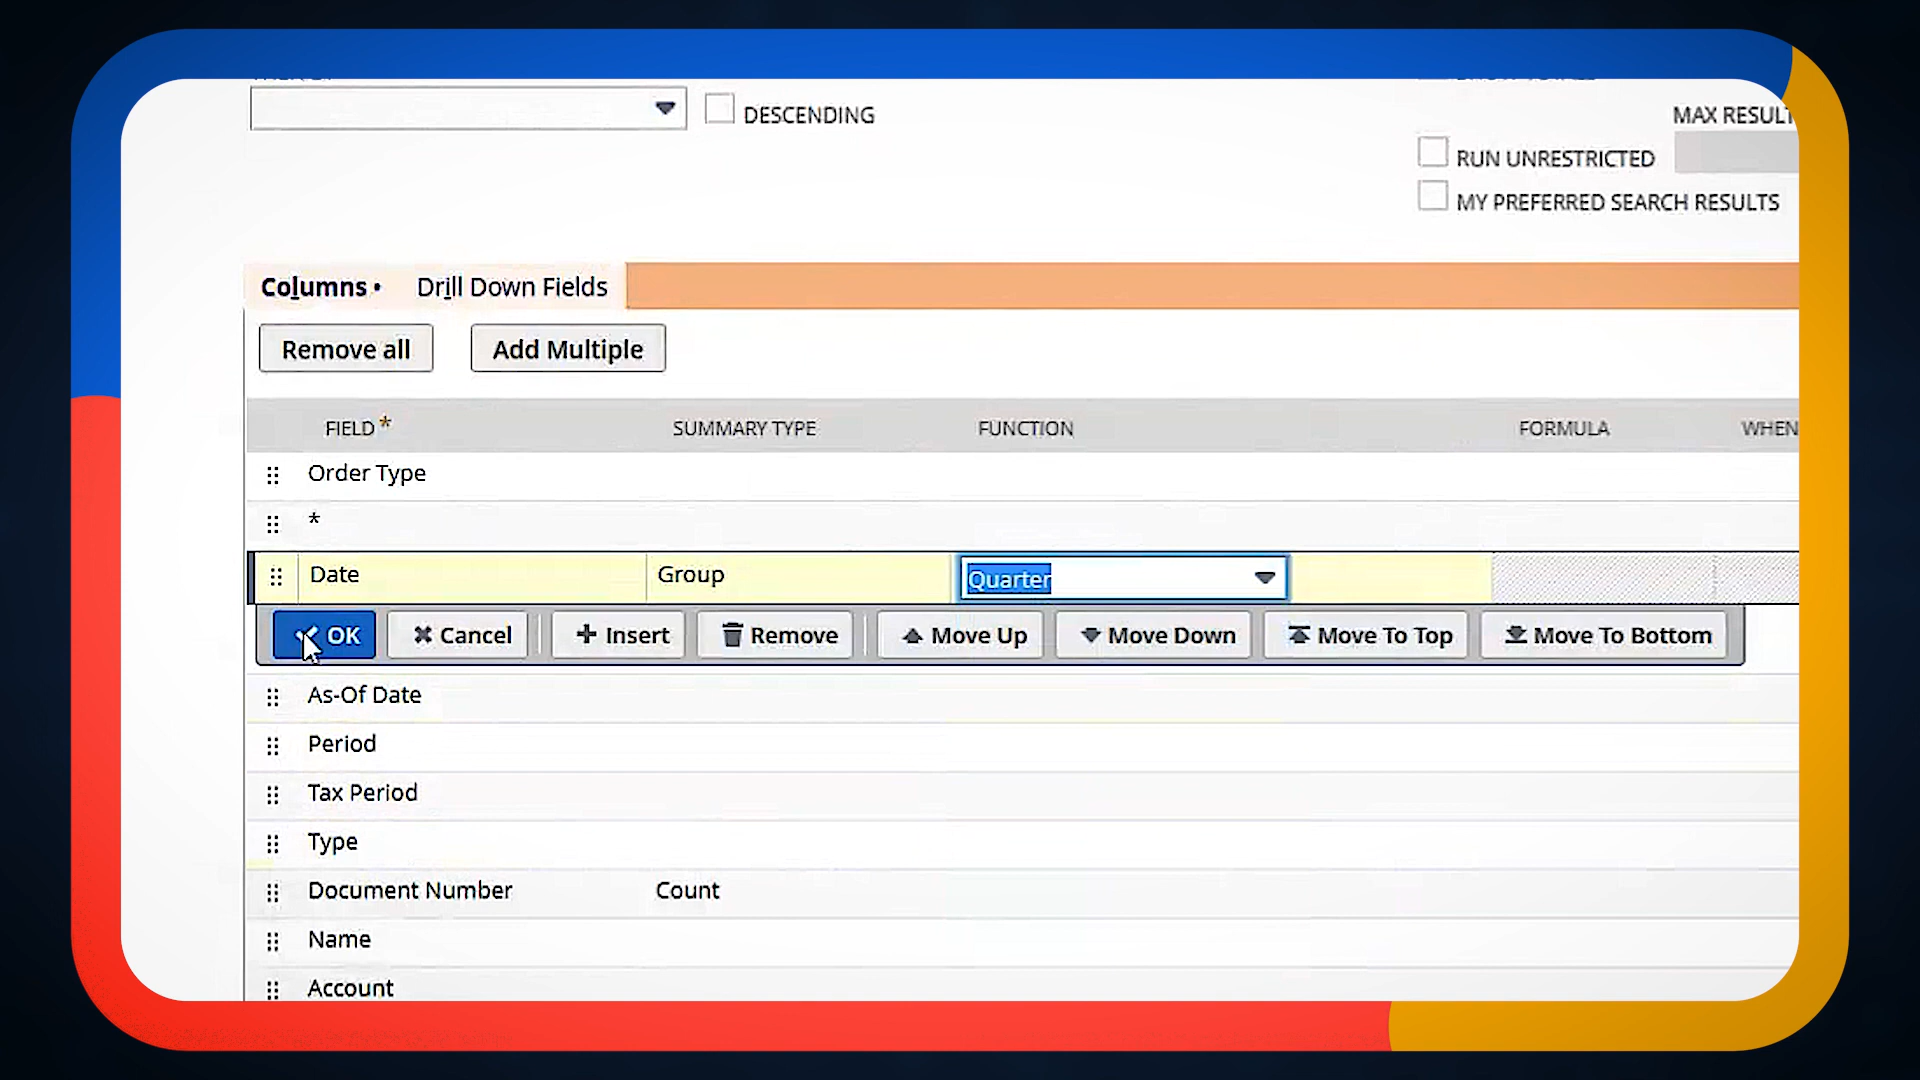 DESCENDING
MAX RESULT
RUN UNRESTRICTED
MY PREFERRED SEARCH RESULTS
Columns • Drill Down Fields
Remove all Add Multiple
FIELD * SUMMARY TYPE FUNCTION FORMULA WHEN
Order Type
*
Date Group Quarter
OK Cancel Insert Remove Move Up Move Down Move To Top Move To Bottom
As-Of Date
Period
Tax Period
Type
Document Number Count
Name
Account